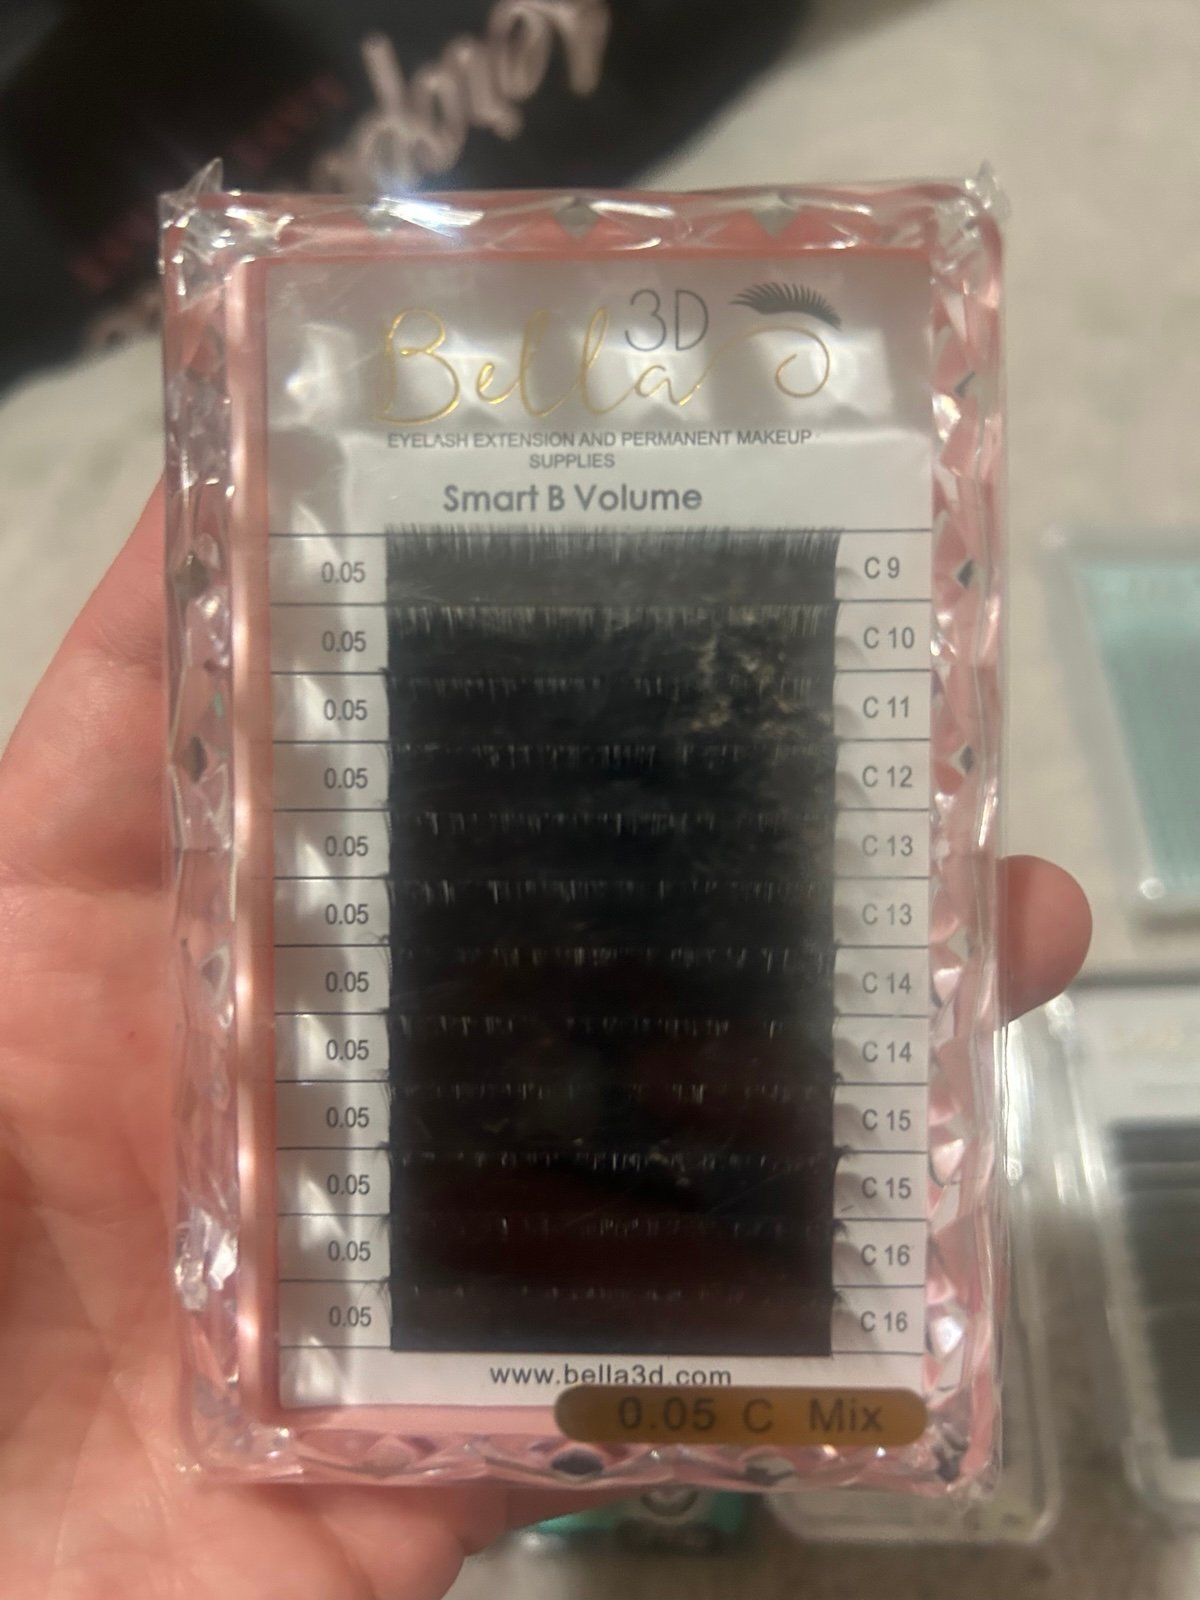 Bella 3D
EYELASH EXTENSION AND PERMANENT MAKEUP
SUPPLIES
Smart B Volume
0.05 C 9
0.05 C 10
0.05 C 11
0.05 C 12
0.05 C 13
0.05 C 13
0.05 C 14
0.05 C 14
0.05 C 15
0.05 C 15
0.05 C 16
0.05 C 16
www.bella3d.com
0.05 C Mix